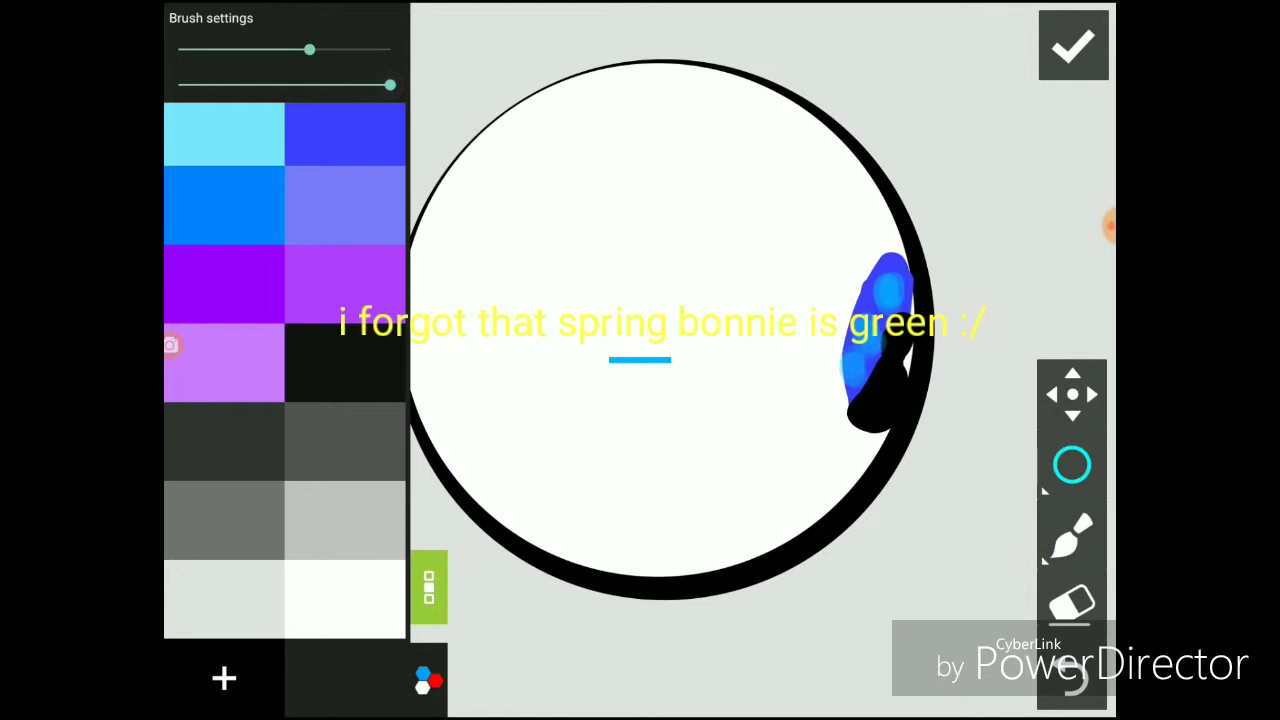 Brush settings
i forgot that spring bonnie is green :/
CyberLink
by PowerDirector